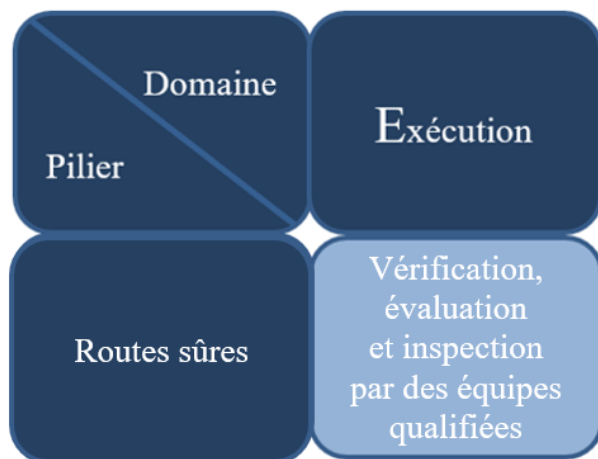 Domaine
Pilier
Exécution
Routes sûres
Vérification,
évaluation
et inspection
par des équipes
qualifiées